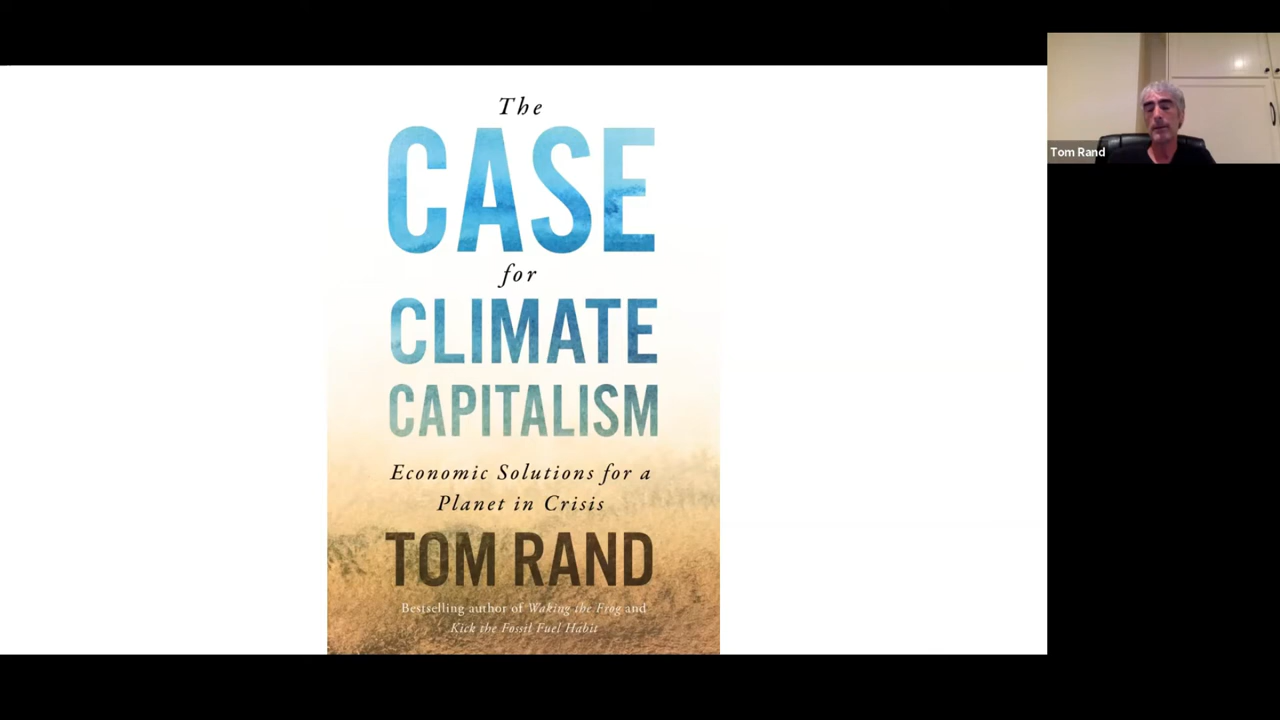 The
CASE
for
CLIMATE
CAPITALISM
Economic Solutions for a
Planet in Crisis
TOM RAND
Bestselling author of Waking the Frog and
Kick the Fossil Fuel Habit
Tom Rand